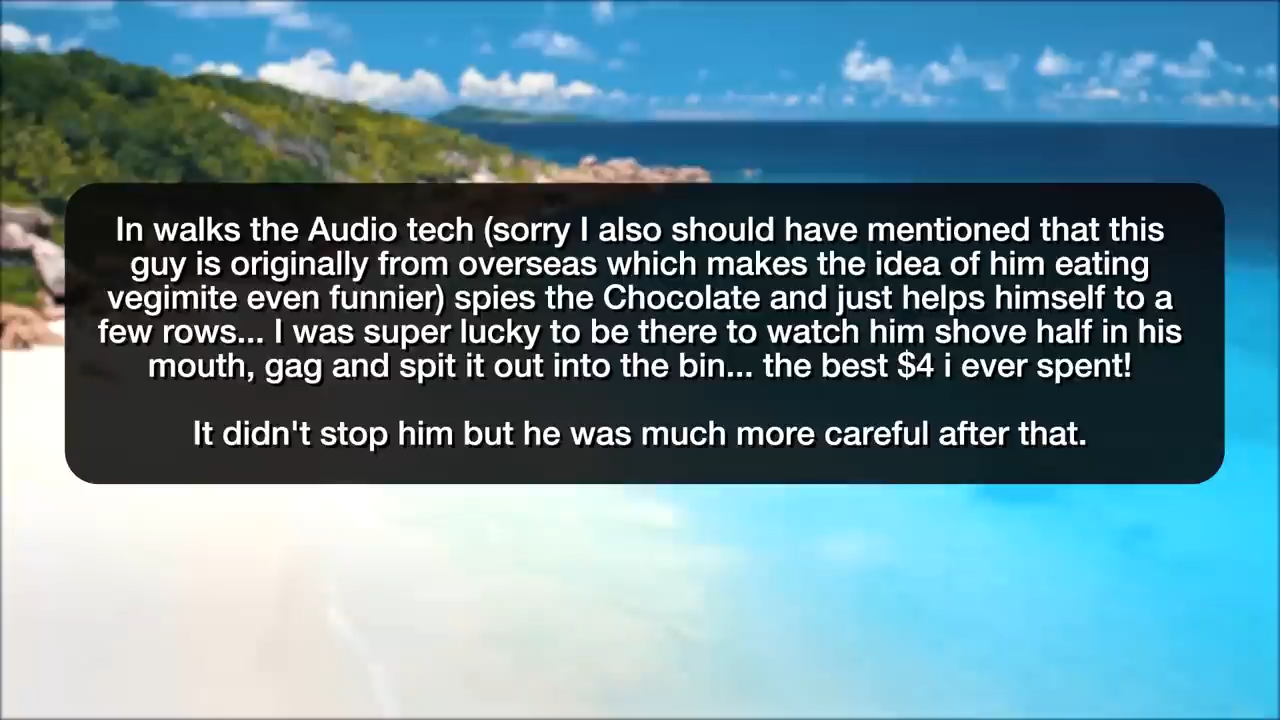 In walks the Audio tech (sorry I also should have mentioned that this
guy is originally from overseas which makes the idea of him eating
vegimite even funnier) spies the Chocolate and just helps himself to a
few rows... I was super lucky to be there to watch him shove half in his
mouth, gag and spit it out into the bin... the best $4 i ever spent!
It didn't stop him but he was much more careful after that.